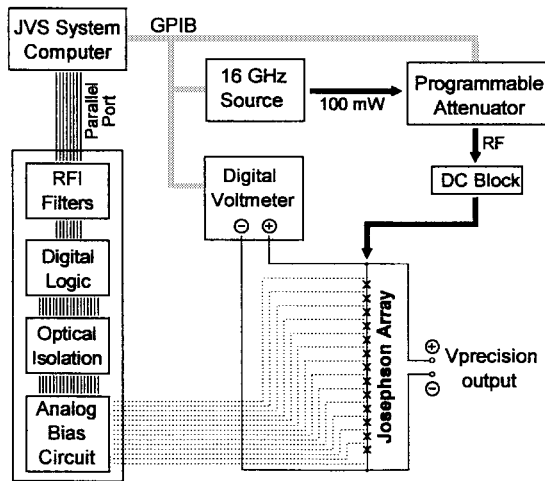 JVS System
Computer
GPIB
16 GHz
Source
100 mW
Programmable
Attenuator
Parallel
Port
RF
RFI
Filters
Digital
Voltmeter
⊖ ⊕
DC Block
Digital
Logic
Optical
Isolation
Josephson Array
⊕
Vprecision
output
⊖
Analog
Bias
Circuit